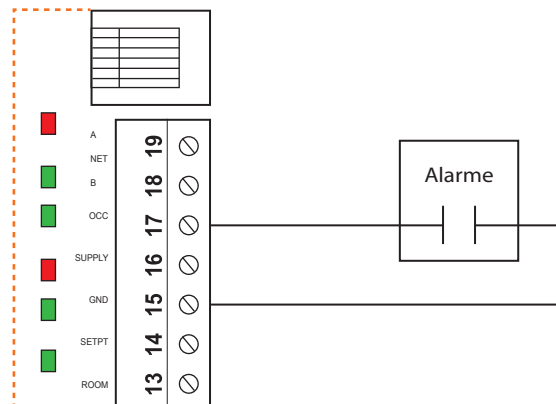 A
NET
B
OCC
SUPPLY
GND
SETPT
ROOM
19
18
17
16
15
14
13
Alarme